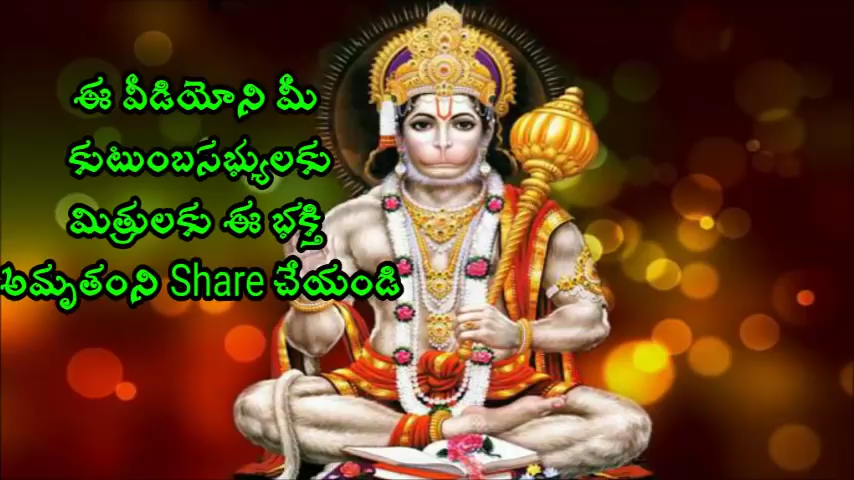 ఈ వీడియోని మీ
కుటుంబసభ్యులకు
మిత్రులకు ఈ భక్తి
అమృతంని Share చేయండి